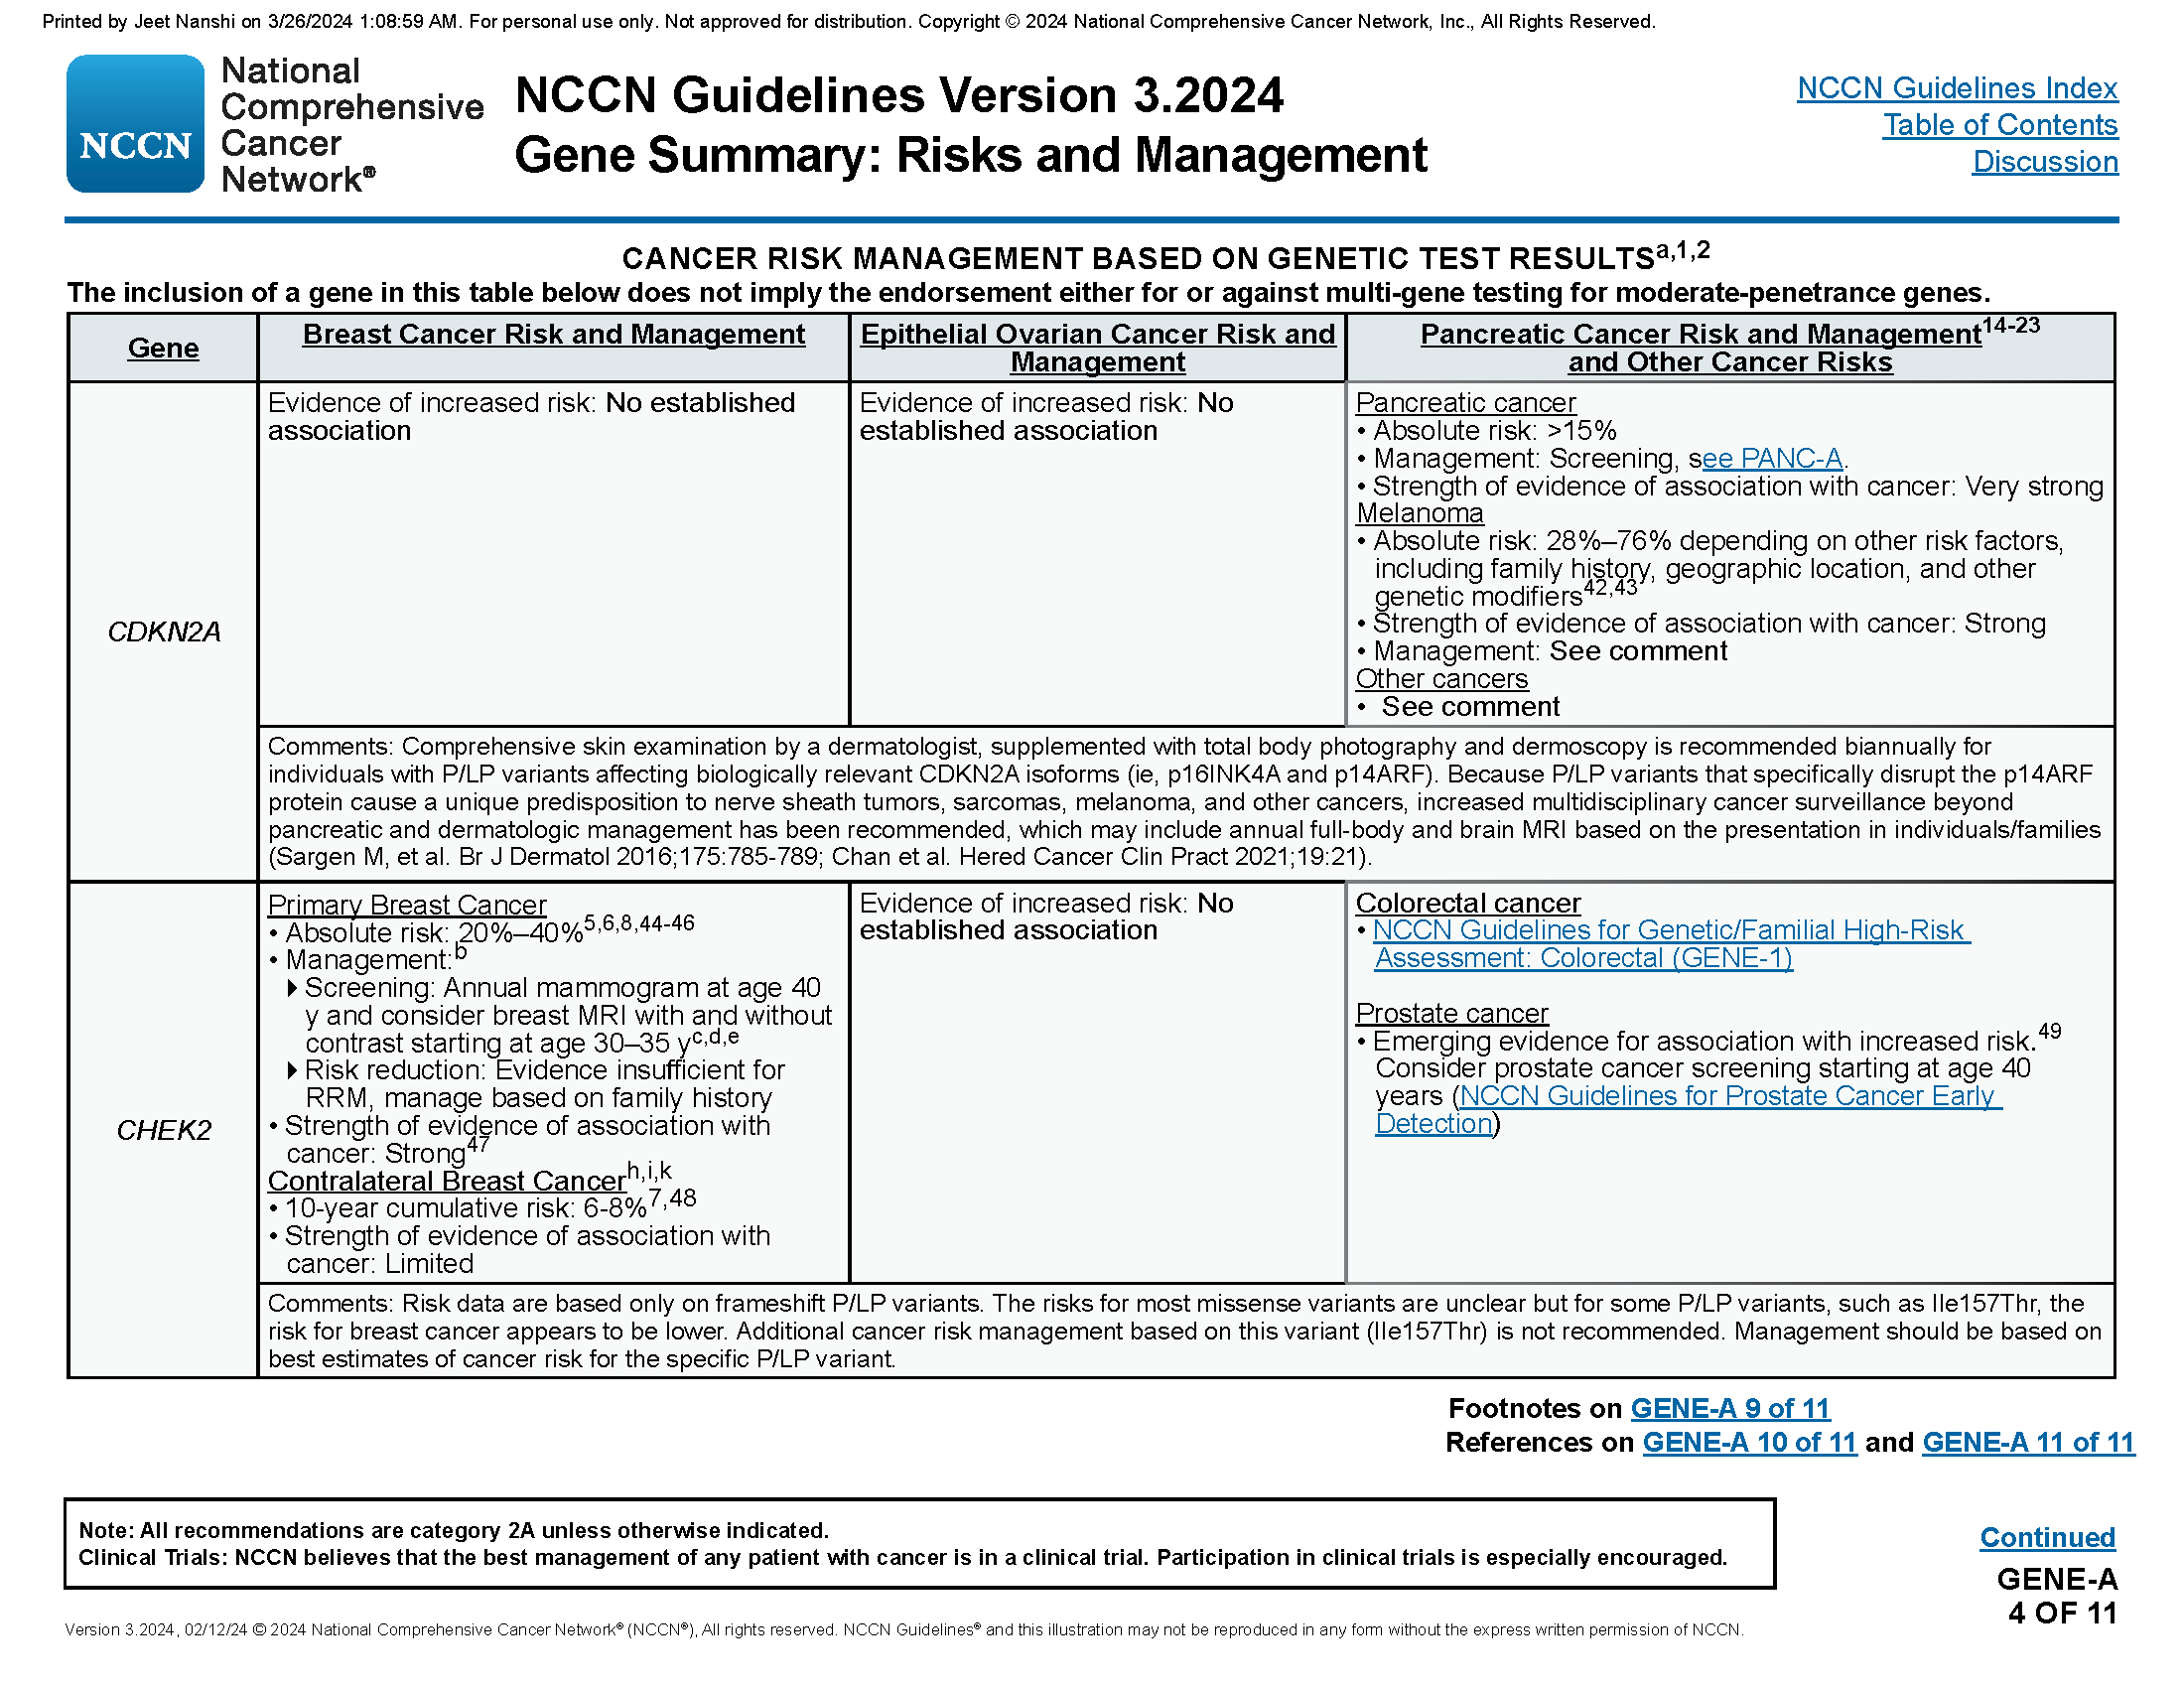 Printed by Jeet Nanshi on 3/26/2024 1:08:59 AM. For personal use only. Not approved for distribution. Copyright © 2024 National Comprehensive Cancer Network, Inc., All Rights Reserved.
NCCN
National
Comprehensive
Cancer
Network®
NCCN Guidelines Version 3.2024
Gene Summary: Risks and Management
NCCN Guidelines Index
Table of Contents
Discussion
CANCER RISK MANAGEMENT BASED ON GENETIC TEST RESULTSa,1,2
The inclusion of a gene in this table below does not imply the endorsement either for or against multi-gene testing for moderate-penetrance genes.
Gene
Breast Cancer Risk and Management
Epithelial Ovarian Cancer Risk and
Management
Pancreatic Cancer Risk and Management14-23
and Other Cancer Risks
CDKN2A
Evidence of increased risk: No established
association
Evidence of increased risk: No
established association
Pancreatic cancer
• Absolute risk: >15%
• Management: Screening, see PANC-A.
• Strength of evidence of association with cancer: Very strong
Melanoma
• Absolute risk: 28%–76% depending on other risk factors,
including family history, geographic location, and other
genetic modifiers42,43
• Strength of evidence of association with cancer: Strong
• Management: See comment
Other cancers
• See comment
Comments: Comprehensive skin examination by a dermatologist, supplemented with total body photography and dermoscopy is recommended biannually for
individuals with P/LP variants affecting biologically relevant CDKN2A isoforms (ie, p16INK4A and p14ARF). Because P/LP variants that specifically disrupt the p14ARF
protein cause a unique predisposition to nerve sheath tumors, sarcomas, melanoma, and other cancers, increased multidisciplinary cancer surveillance beyond
pancreatic and dermatologic management has been recommended, which may include annual full-body and brain MRI based on the presentation in individuals/families
(Sargen M, et al. Br J Dermatol 2016;175:785-789; Chan et al. Hered Cancer Clin Pract 2021;19:21).
CHEK2
Primary Breast Cancer
• Absolute risk: 20%–40%5,6,8,44-46
• Management:b
Screening: Annual mammogram at age 40
y and consider breast MRI with and without
contrast starting at age 30–35 yc,d,e
Risk reduction: Evidence insufficient for
RRM, manage based on family history
• Strength of evidence of association with
cancer: Strong47
Contralateral Breast Cancerh,i,k
• 10-year cumulative risk: 6-8%7,48
• Strength of evidence of association with
cancer: Limited
Evidence of increased risk: No
established association
Colorectal cancer
• NCCN Guidelines for Genetic/Familial High-Risk
Assessment: Colorectal (GENE-1)
Prostate cancer
• Emerging evidence for association with increased risk.49
Consider prostate cancer screening starting at age 40
years (NCCN Guidelines for Prostate Cancer Early
Detection)
Comments: Risk data are based only on frameshift P/LP variants. The risks for most missense variants are unclear but for some P/LP variants, such as Ile157Thr, the
risk for breast cancer appears to be lower. Additional cancer risk management based on this variant (Ile157Thr) is not recommended. Management should be based on
best estimates of cancer risk for the specific P/LP variant.
Footnotes on GENE-A 9 of 11
References on GENE-A 10 of 11 and GENE-A 11 of 11
Note: All recommendations are category 2A unless otherwise indicated.
Clinical Trials: NCCN believes that the best management of any patient with cancer is in a clinical trial. Participation in clinical trials is especially encouraged.
Continued
GENE-A
4 OF 11
Version 3.2024, 02/12/24 © 2024 National Comprehensive Cancer Network® (NCCN®), All rights reserved. NCCN Guidelines® and this illustration may not be reproduced in any form without the express written permission of NCCN.